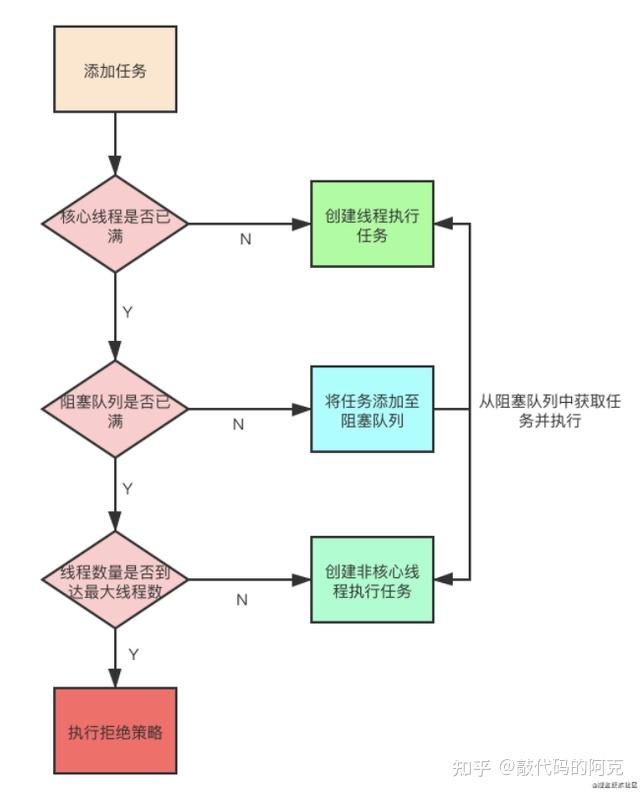 添加任务
核心线程是否已
满
N
创建线程执行
任务
Y
阻塞队列是否已
满
N
将任务添加至
阻塞队列
从阻塞队列中获取任
务并执行
Y
线程数量是否到
达最大线程数
N
创建非核心线
程执行任务
Y
执行拒绝策略
知乎 @敲代码的阿克